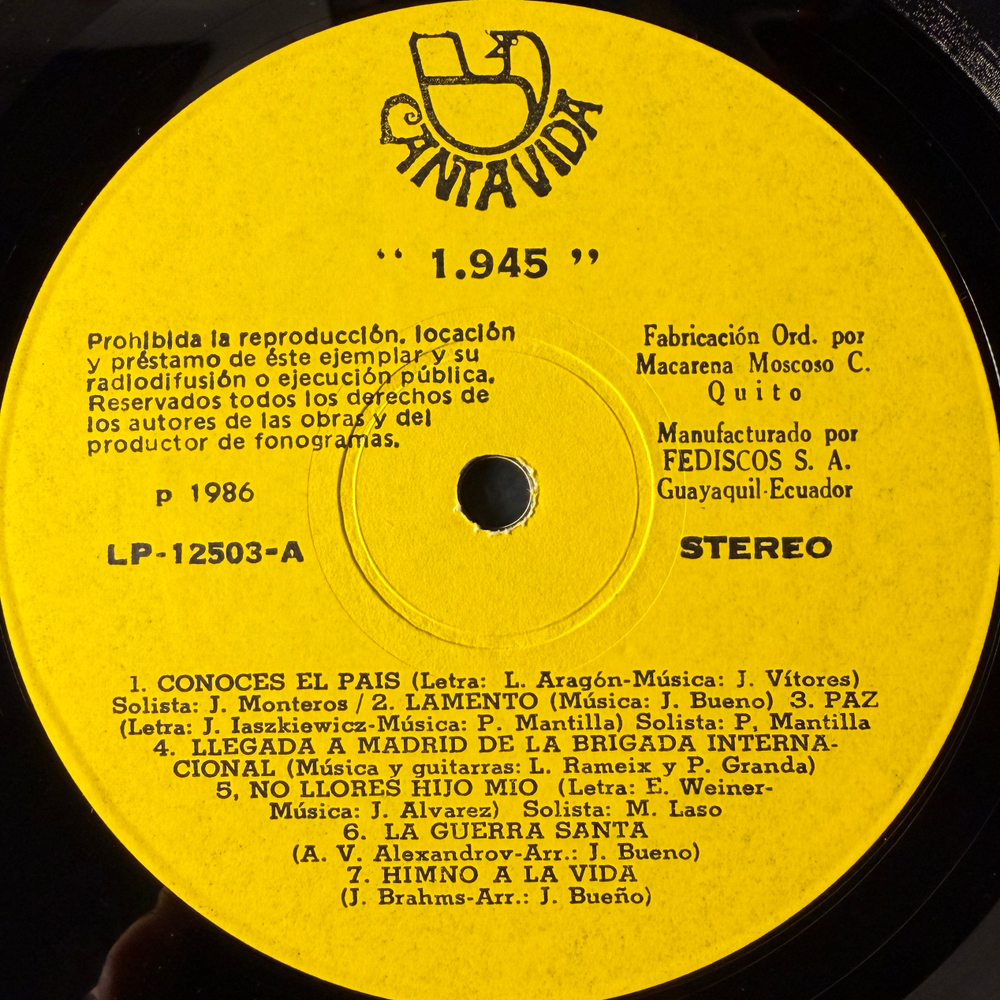 CANTAVIDA
“ 1.945 ”
Prohibida la reproducción, locación
y préstamo de éste ejemplar y su
radiodifusión o ejecución pública.
Reservados todos los derechos de
los autores de las obras y del
productor de fonogramas.
p 1986
LP-12503-A
Fabricación Ord. por
Macarena Moscoso C.
Quito
Manufacturado por
FEDISCOS S. A.
Guayaquil-Ecuador
STEREO
1. CONOCES EL PAIS (Letra: L. Aragón-Música: J. Vítores)
Solista: J. Monteros / 2. LAMENTO (Música: J. Bueno) 3. PAZ
(Letra: J. Iaszkiewicz-Música: P. Mantilla) Solista: P, Mantilla
4. LLEGADA A MADRID DE LA BRIGADA INTERNA-
CIONAL (Música y guitarras: L. Rameix y P. Granda)
5, NO LLORES HIJO MIO (Letra: E. Weiner-
Música: J. Alvarez) Solista: M. Laso
6. LA GUERRA SANTA
(A. V. Alexandrov-Arr.: J. Bueno)
7. HIMNO A LA VIDA
(J. Brahms-Arr.: J. Bueño)